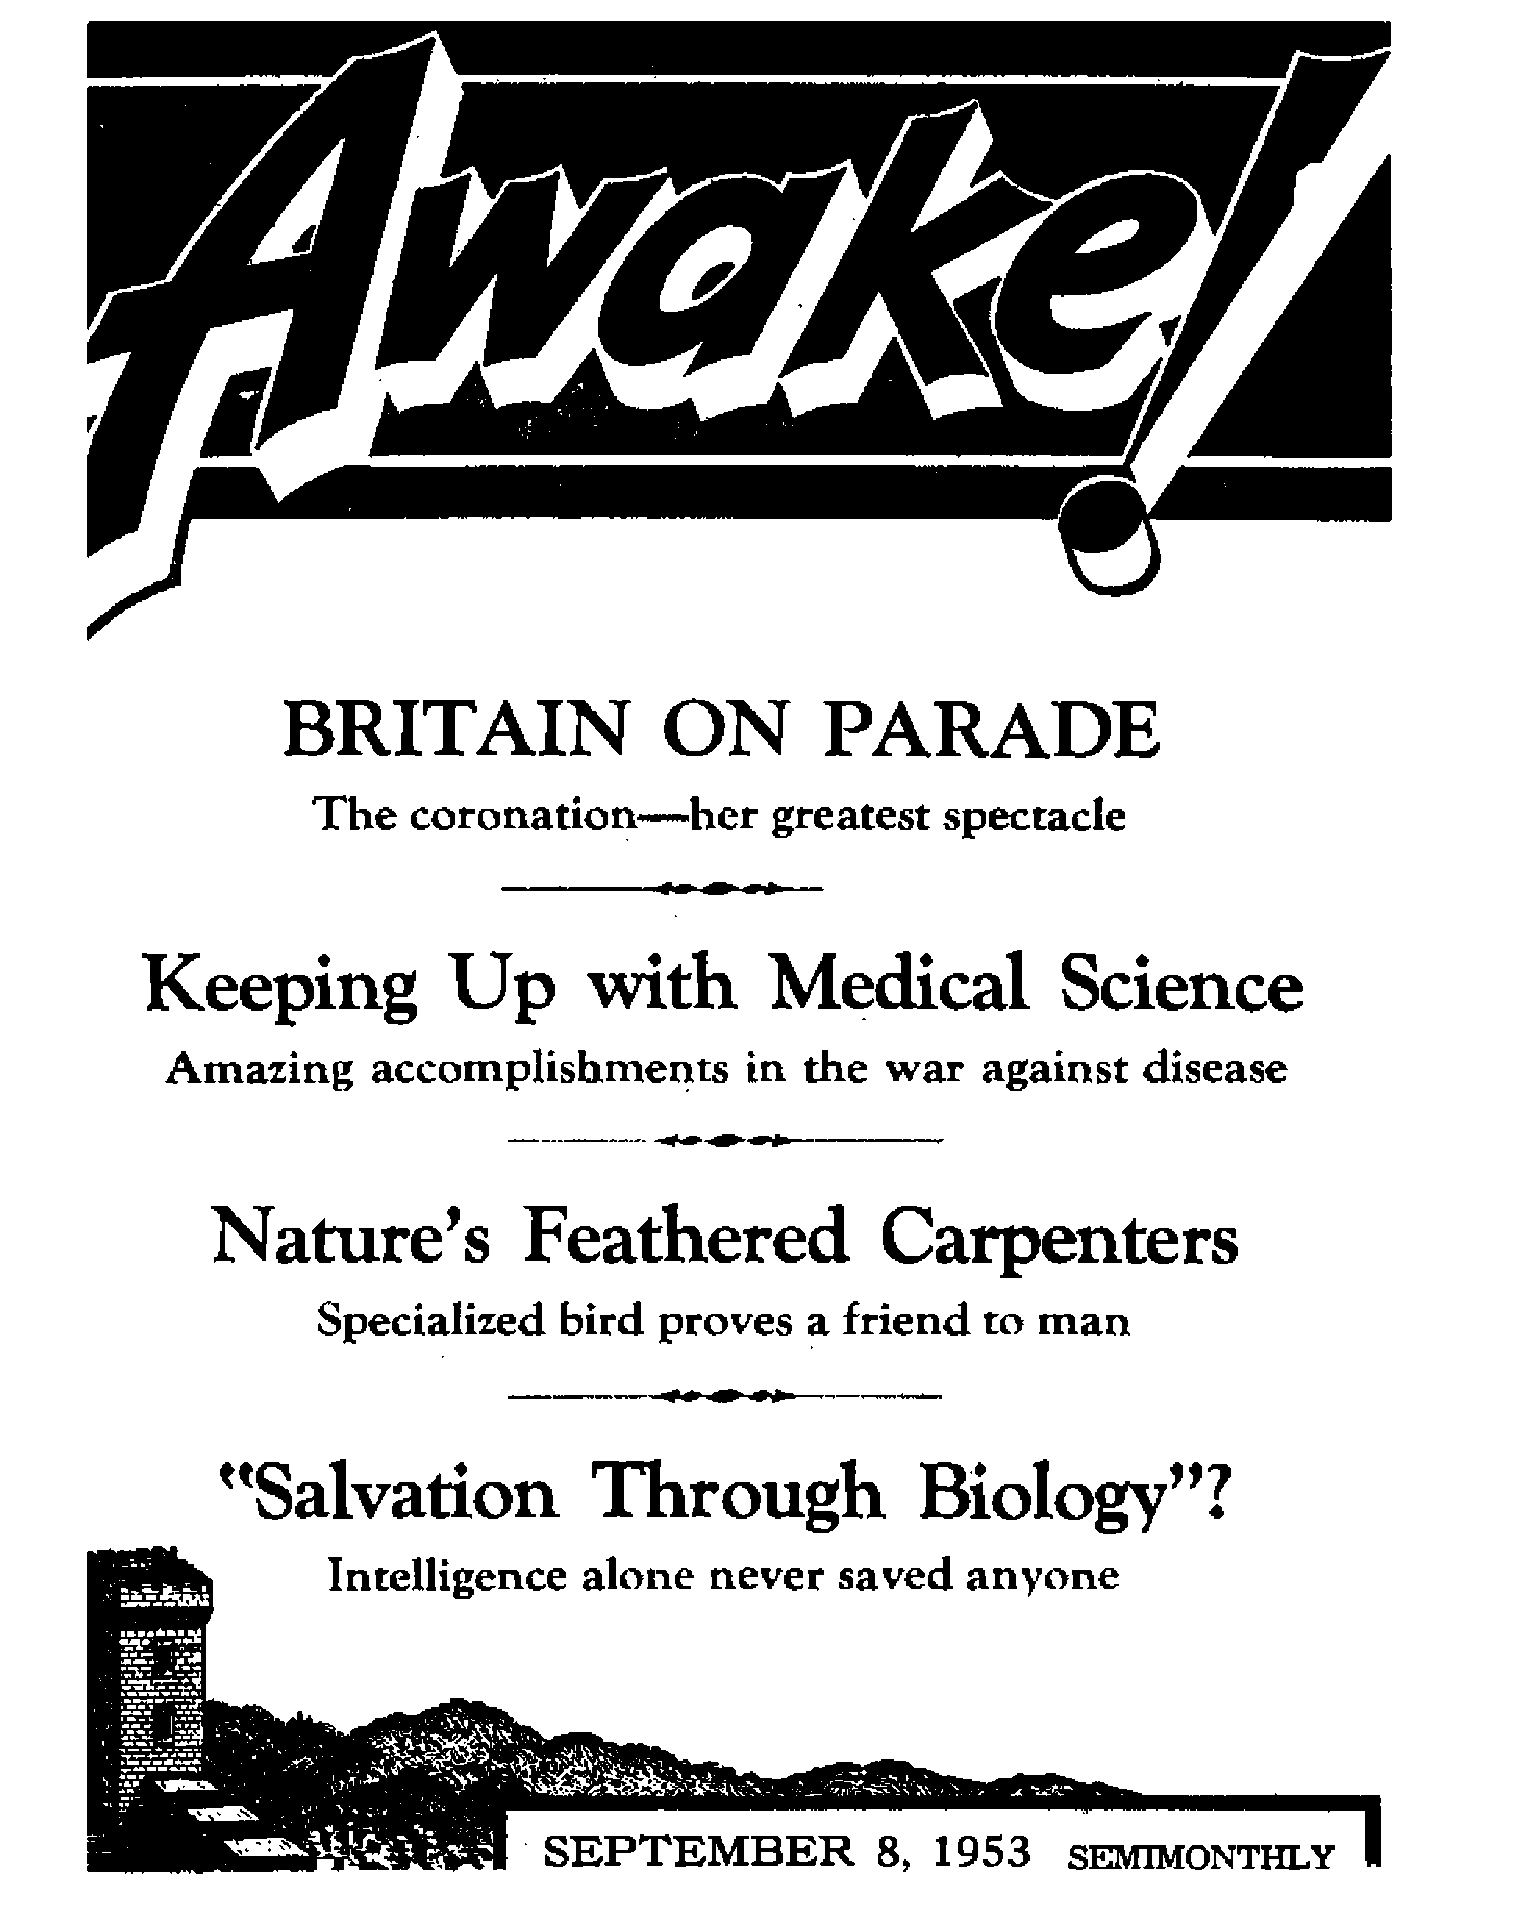 Awake!
BRITAIN ON PARADE
The coronation—her greatest spectacle
Keeping Up with Medical Science
Amazing accomplishments in the war against disease
Nature's Feathered Carpenters
Specialized bird proves a friend to man
"Salvation Through Biology"?
Intelligence alone never saved anyone
SEPTEMBER 8, 1953 SEMIMONTHLY